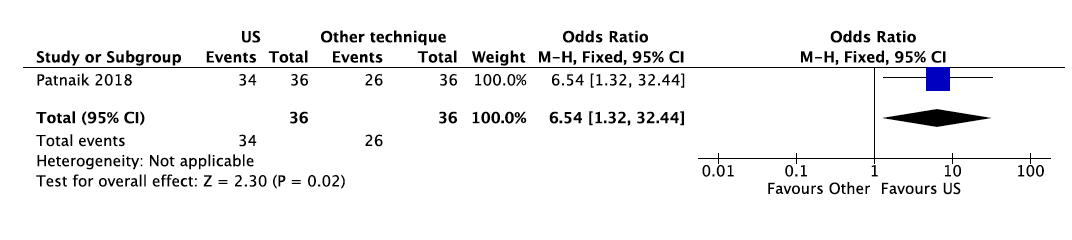 US Other technique Odds Ratio Odds Ratio
Study or Subgroup Events Total Events Total Weight M-H, Fixed, 95% CI M-H, Fixed, 95% CI
Patnaik 2018 34 36 26 36 100.0% 6.54 [1.32, 32.44]
Total (95% CI) 36 36 100.0% 6.54 [1.32, 32.44]
Total events 34 26
Heterogeneity: Not applicable
Test for overall effect: Z = 2.30 (P = 0.02)
0.01 0.1 1 10 100
Favours Other Favours US